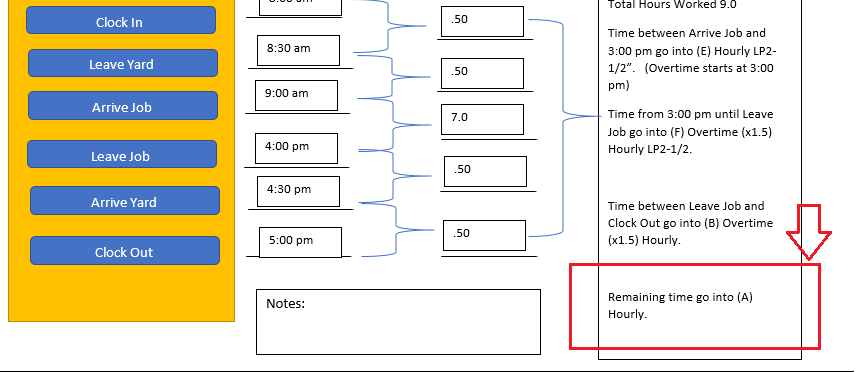 Total Hours Worked 9.0
Clock In
.50
Time between Arrive Job and
3:00 pm go into (E) Hourly LP2-
1/2”.   (Overtime starts at 3:00
pm)
8:30 am
Leave Yard
.50
9:00 am
Arrive Job
7.0
Time from 3:00 pm until Leave
Job go into (F) Overtime (x1.5)
Hourly LP2-1/2.
4:00 pm
Leave Job
.50
4:30 pm
Arrive Yard
Time between Leave Job and
Clock Out go into (B) Overtime
(x1.5) Hourly.
.50
5:00 pm
Clock Out
Notes:
Remaining time go into (A)
Hourly.